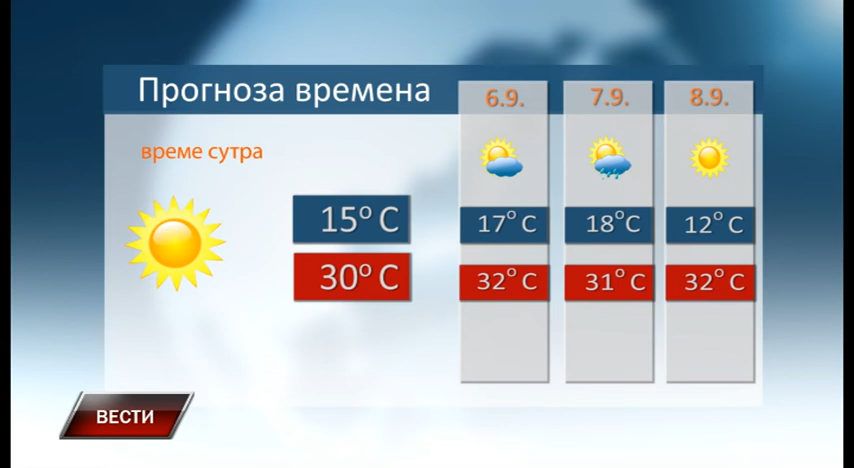 Прогноза времена
време сутра
15° C
30° C
6.9.
17° C
32° C
7.9.
18°C
31° C
8.9.
12° C
32° C
ВЕСТИ